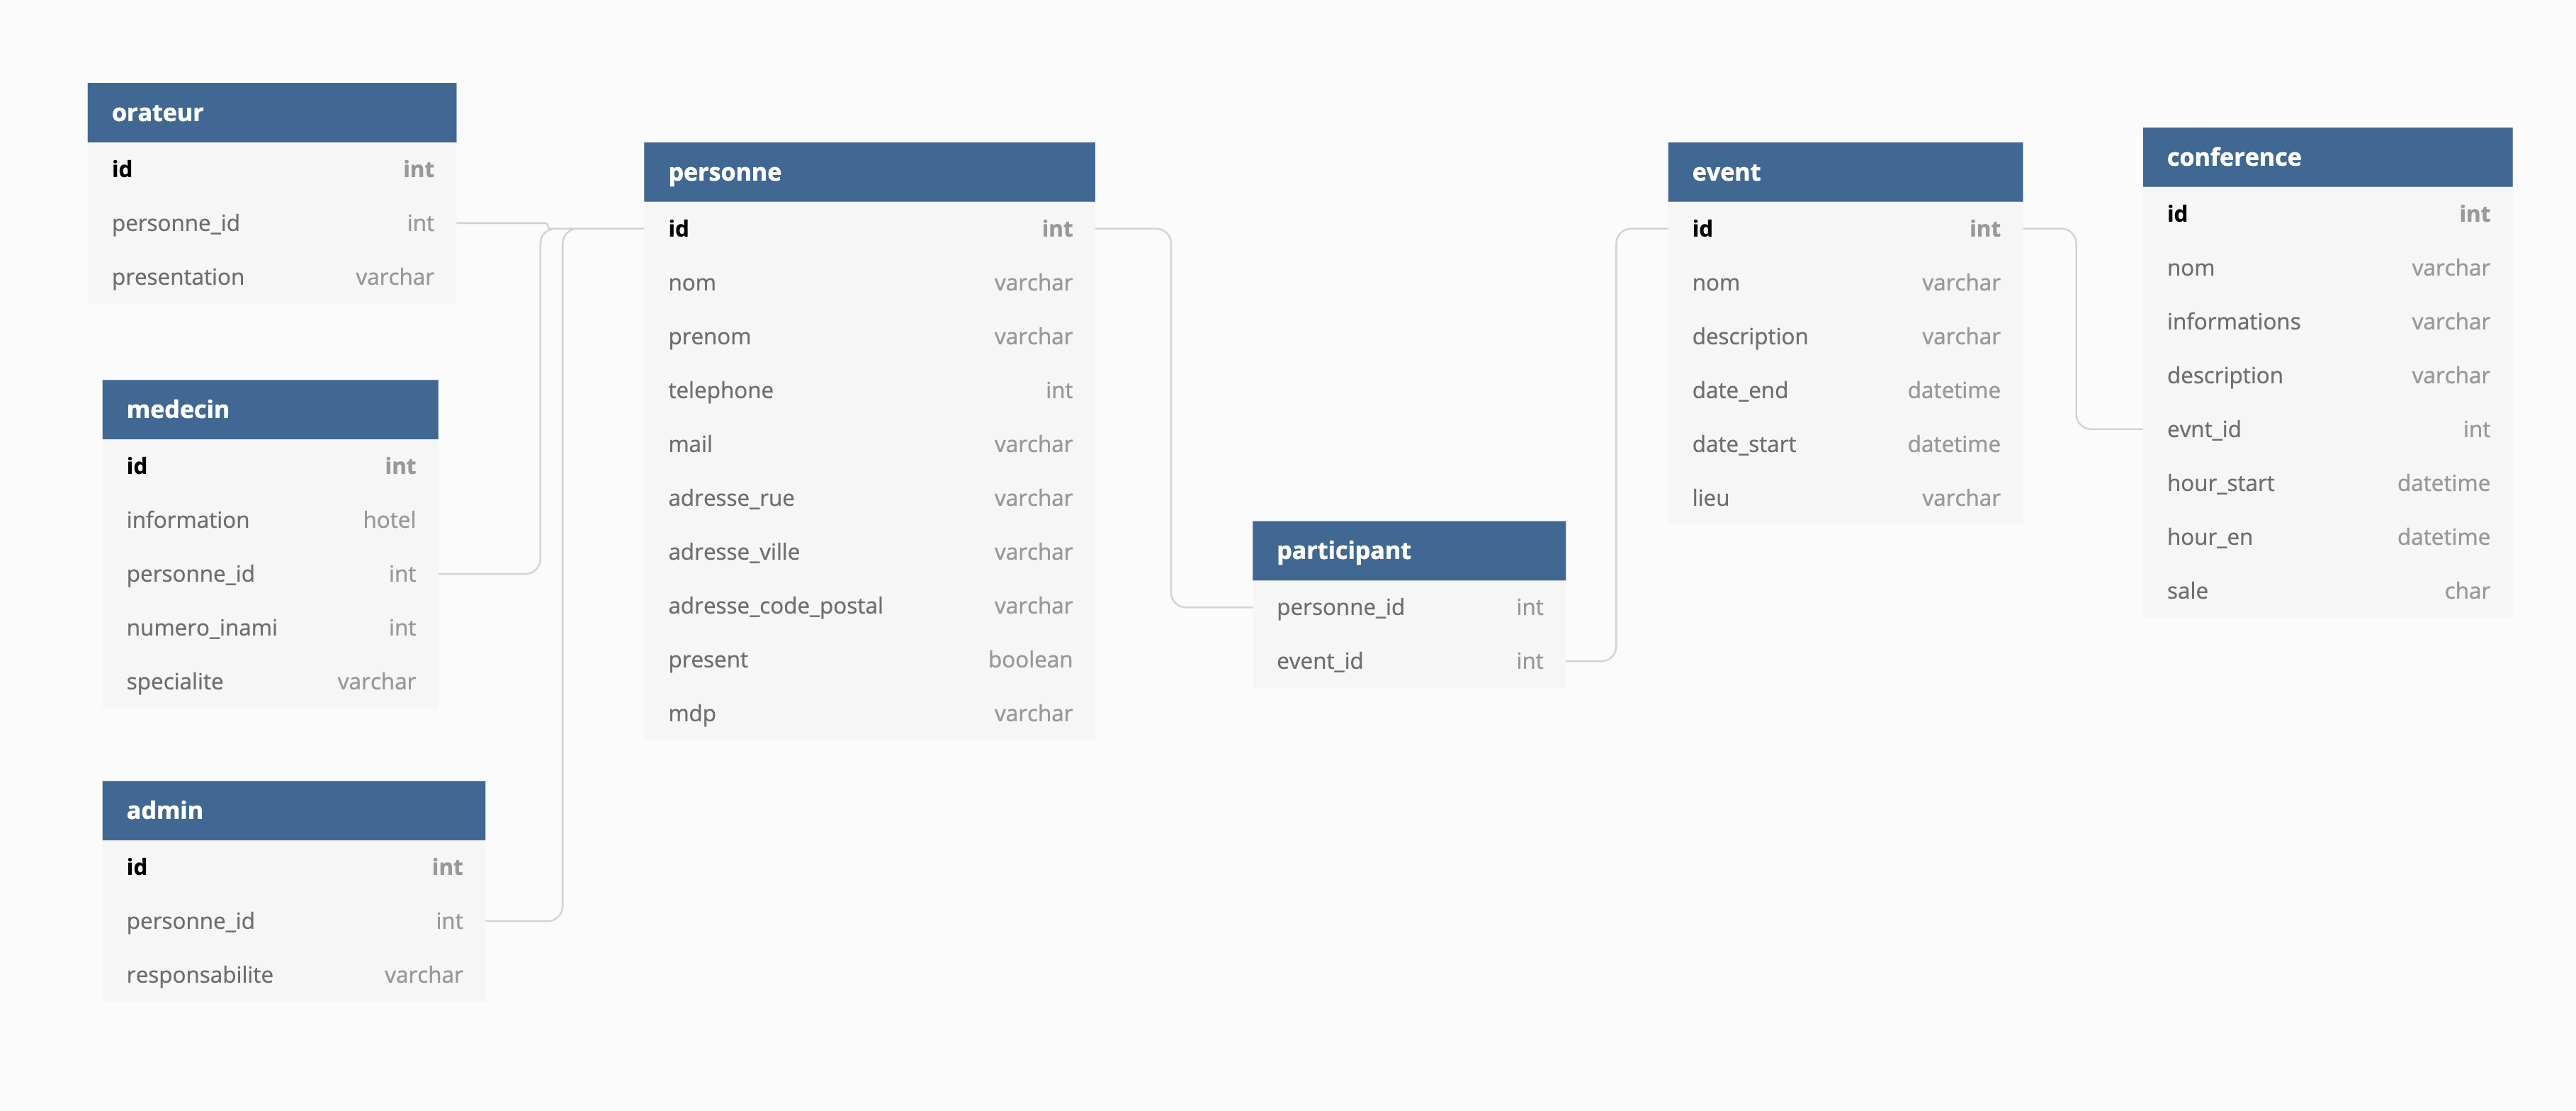 orateur
id int
personne_id int
presentation varchar
medecin
id int
information hotel
personne_id int
numero_inami int
specialite varchar
admin
id int
personne_id int
responsabilite varchar
personne
id int
nom varchar
prenom varchar
telephone int
mail varchar
adresse_rue varchar
adresse_ville varchar
adresse_code_postal varchar
present boolean
mdp varchar
participant
personne_id int
event_id int
event
id int
nom varchar
description varchar
date_end datetime
date_start datetime
lieu varchar
conference
id int
nom varchar
informations varchar
description varchar
evnt_id int
hour_start datetime
hour_en datetime
sale char